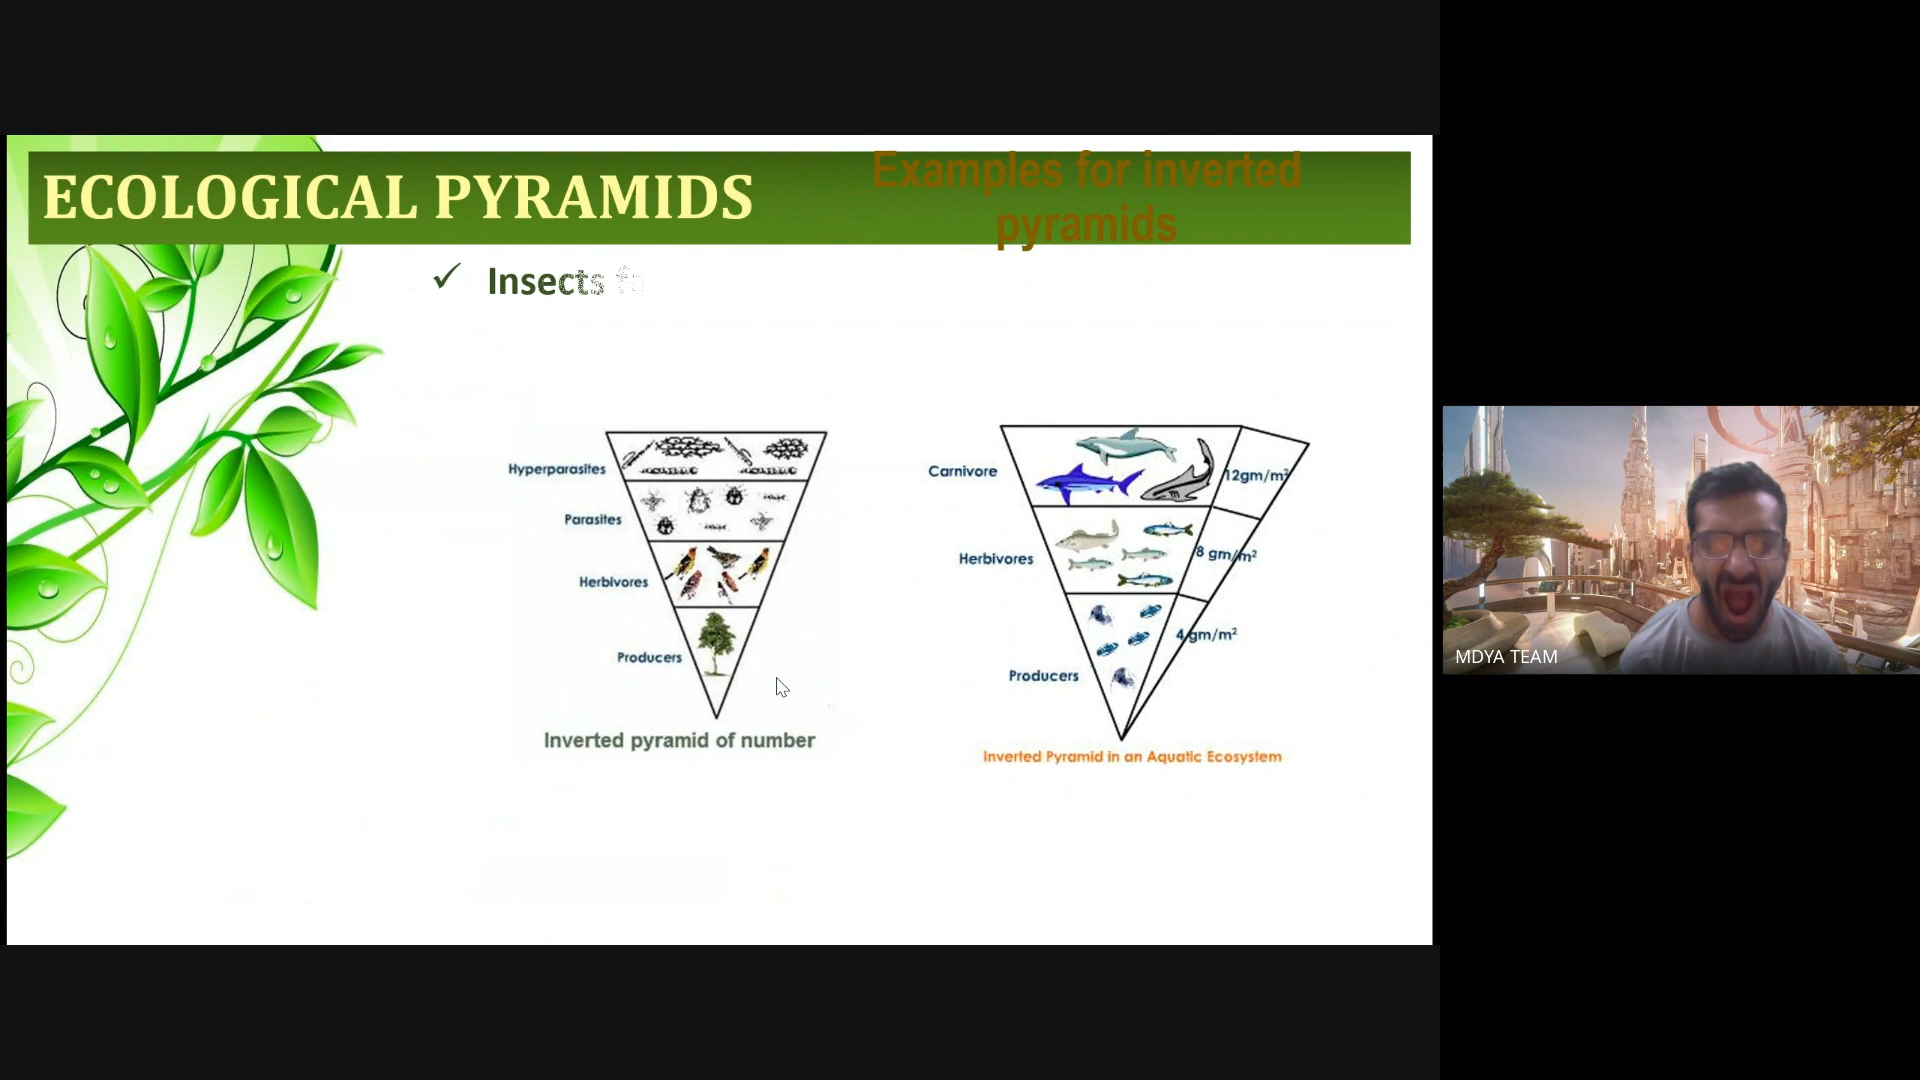 ECOLOGICAL PYRAMIDS
Examples for inverted
pyramids
✓ Insects
Hyperparasites
Parasites
Herbivores
Producers
Inverted pyramid of number
Carnivore
12gm/m²
Herbivores
8 gm/m²
4 gm/m²
Producers
Inverted Pyramid in an Aquatic Ecosystem
MDYA TEAM